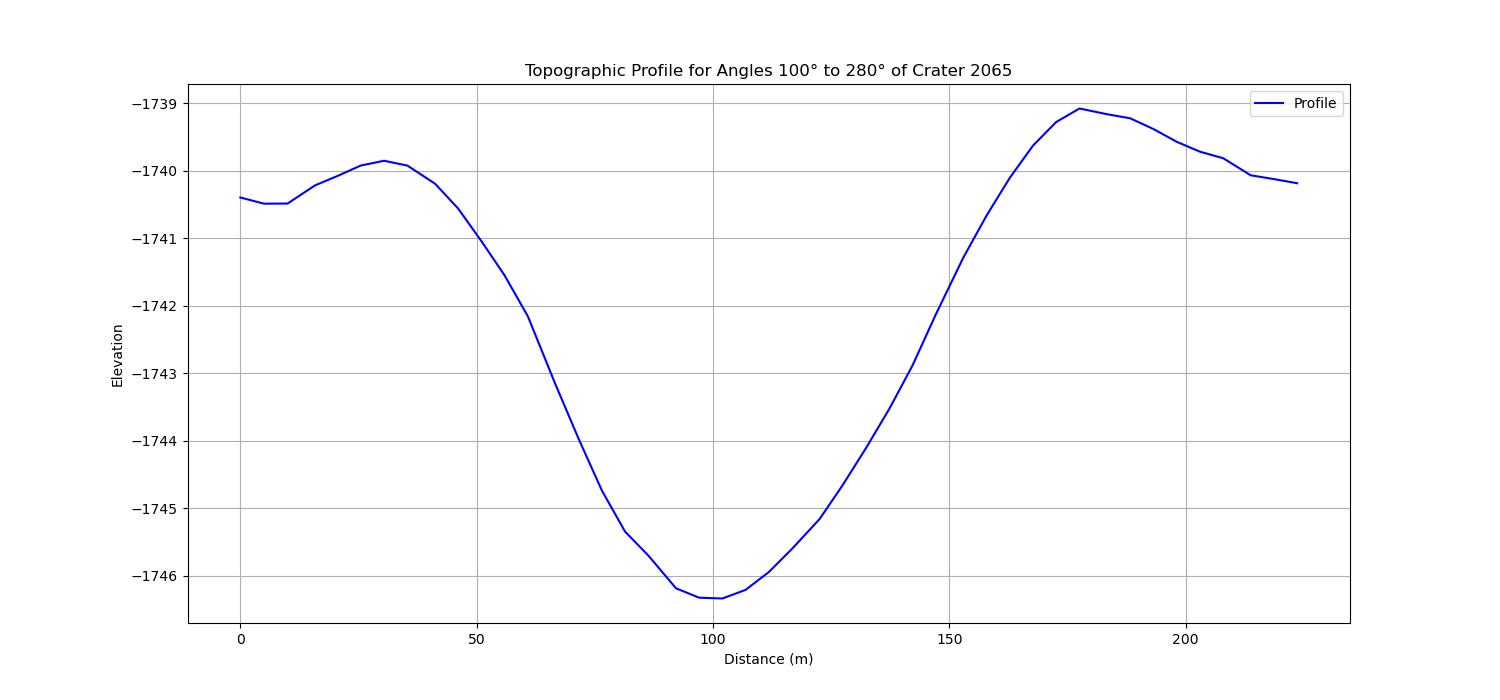 Topographic Profile for Angles 100° to 280° of Crater 2065
Profile
−1739
−1740
−1741
−1742
−1743
−1744
−1745
−1746
Elevation
0 50 100 150 200
Distance (m)